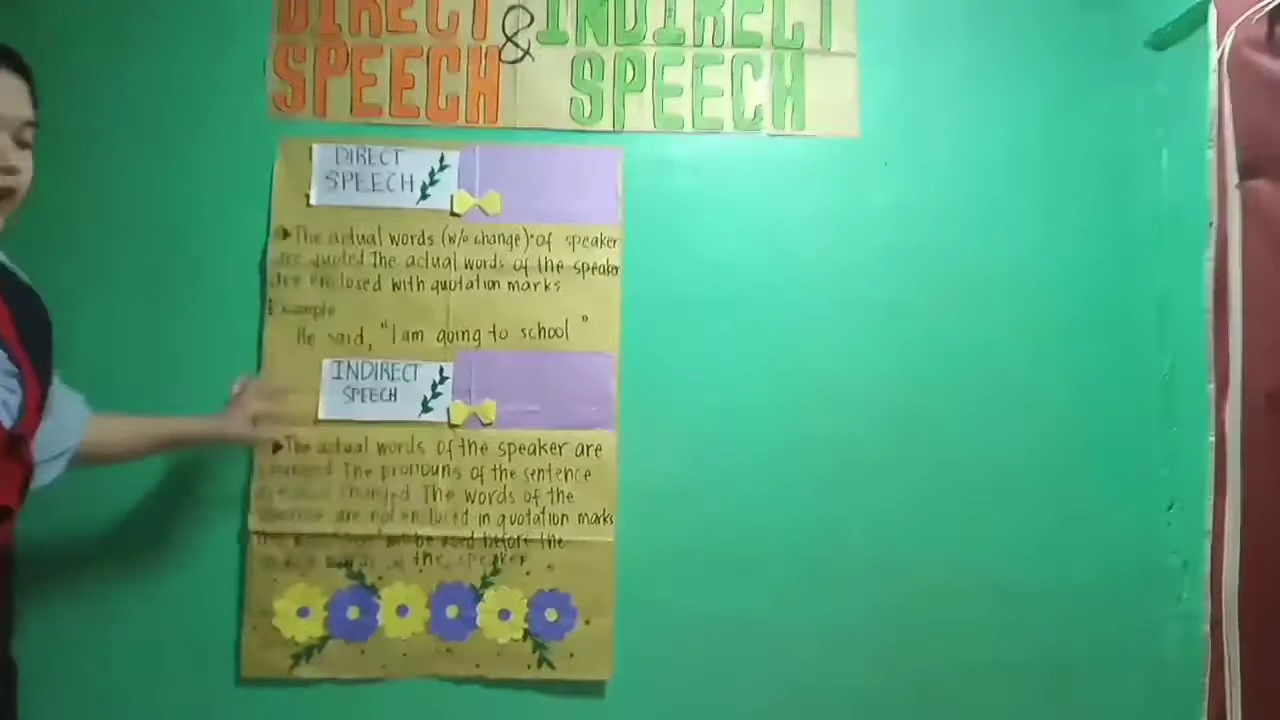 DIRECT & INDIRECT
SPEECH SPEECH
DIRECT
SPEECH
The actual words (w/o change) of speaker
are quoted The actual words of the speaker
are enclosed with quotation marks
Example
He said, "I am going to school"
INDIRECT
SPEECH
The actual words of the speaker are
changed The pronouns of the sentence
changed The words of the
are not enclosed in quotation marks
be used before the
of the speaker